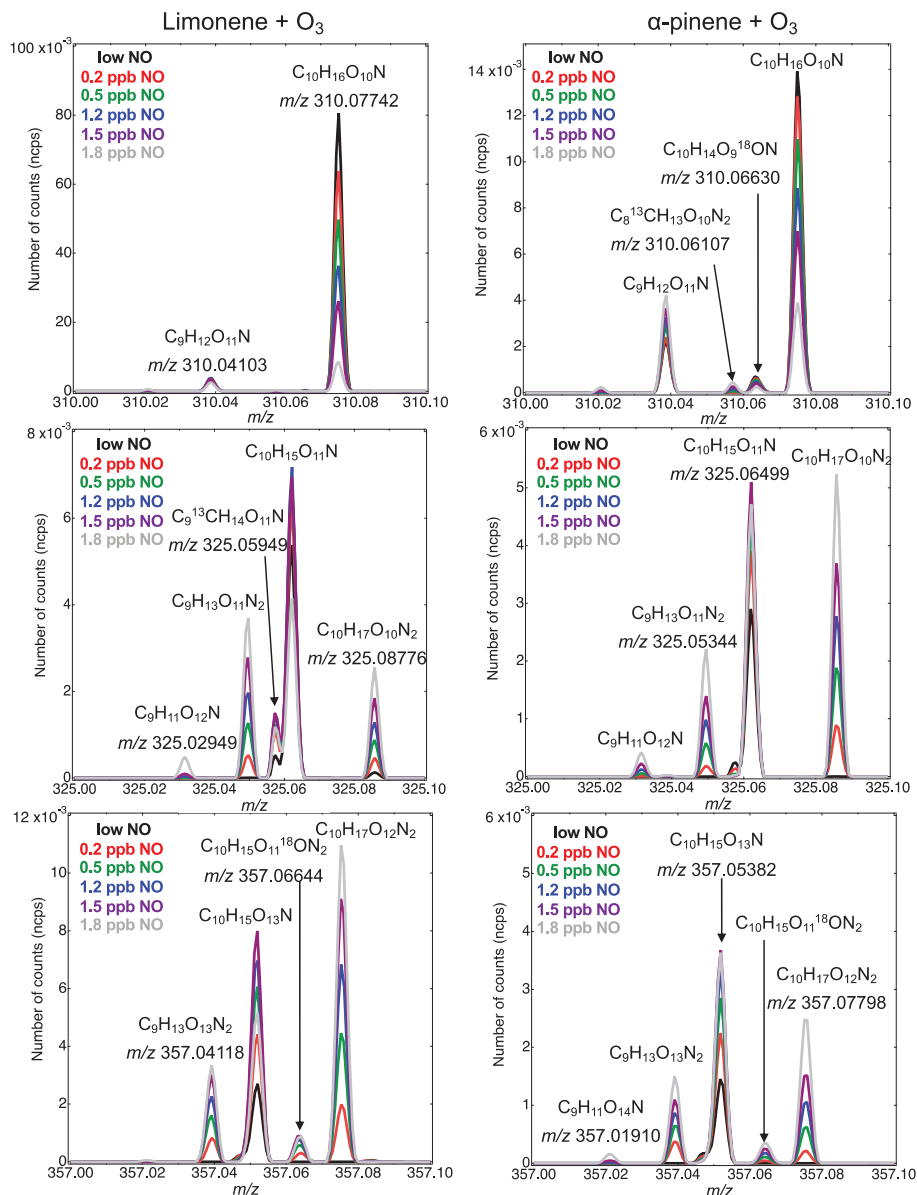 Limonene + O₃
α-pinene + O₃
100 x10⁻³
80
60
40
20
0
Number of counts (ncps)
low NO
0.2 ppb NO
0.5 ppb NO
1.2 ppb NO
1.5 ppb NO
1.8 ppb NO
C₁₀H₁₆O₁₀N
m/z 310.07742
C₉H₁₂O₁₁N
m/z 310.04103
310.00 310.02 310.04 310.06 310.08 310.10
m/z
14 x10⁻³
12
10
8
6
4
2
0
Number of counts (ncps)
low NO
0.2 ppb NO
0.5 ppb NO
1.2 ppb NO
1.5 ppb NO
1.8 ppb NO
C₁₀H₁₆O₁₀N
C₁₀H₁₄O₉¹⁸ON
m/z 310.06630
C₈¹³CH₁₃O₁₀N₂
m/z 310.06107
C₉H₁₂O₁₁N
310.00 310.02 310.04 310.06 310.08 310.10
m/z
8 x10⁻³
6
4
2
0
Number of counts (ncps)
low NO
0.2 ppb NO
0.5 ppb NO
1.2 ppb NO
1.5 ppb NO
1.8 ppb NO
C₁₀H₁₅O₁₁N
C₉¹³CH₁₄O₁₁N
m/z 325.05949
C₉H₁₃O₁₁N₂
C₁₀H₁₇O₁₀N₂
m/z 325.08776
C₉H₁₁O₁₂N
m/z 325.02949
325.00 325.02 325.04 325.06 325.08 325.10
m/z
6 x10⁻³
5
4
3
2
1
0
Number of counts (ncps)
low NO
0.2 ppb NO
0.5 ppb NO
1.2 ppb NO
1.5 ppb NO
1.8 ppb NO
C₁₀H₁₅O₁₁N
m/z 325.06499
C₁₀H₁₇O₁₀N₂
C₉H₁₃O₁₁N₂
m/z 325.05344
C₉H₁₁O₁₂N
325.00 325.02 325.04 325.06 325.08 325.10
m/z
12 x10⁻³
10
8
6
4
2
0
Number of counts (ncps)
low NO
0.2 ppb NO
0.5 ppb NO
1.2 ppb NO
1.5 ppb NO
1.8 ppb NO
C₁₀H₁₅O₁₁¹⁸ON₂
m/z 357.06644
C₁₀H₁₇O₁₂N₂
C₁₀H₁₅O₁₃N
C₉H₁₃O₁₃N₂
m/z 357.04118
357.00 357.02 357.04 357.06 357.08 357.10
m/z
6 x10⁻³
5
4
3
2
1
0
Number of counts (ncps)
low NO
0.2 ppb NO
0.5 ppb NO
1.2 ppb NO
1.5 ppb NO
1.8 ppb NO
C₁₀H₁₅O₁₃N
m/z 357.05382
C₁₀H₁₅O₁₁¹⁸ON₂
C₁₀H₁₇O₁₂N₂
m/z 357.07798
C₉H₁₃O₁₃N₂
C₉H₁₁O₁₄N
m/z 357.01910
357.00 357.02 357.04 357.06 357.08 357.10
m/z